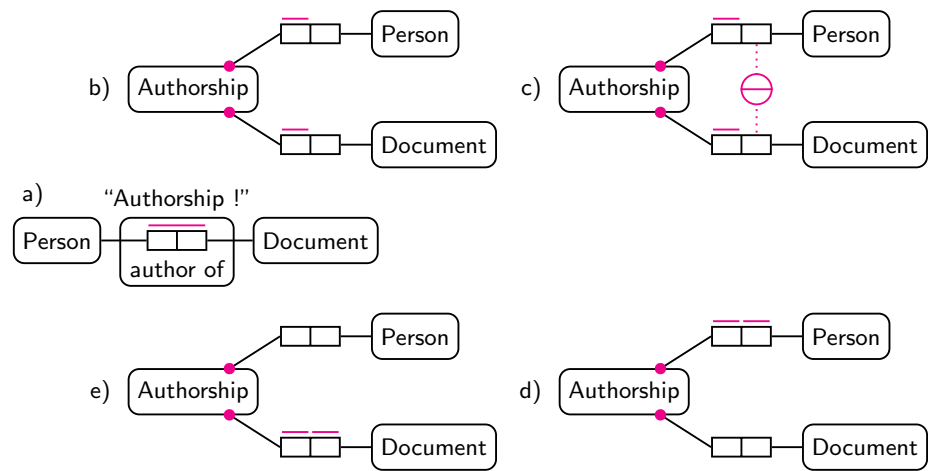 Person
Person
b)
Authorship
c)
Authorship
Document
Document
a)
“Authorship !”
Person
Document
author of
Person
Person
e)
Authorship
d)
Authorship
Document
Document